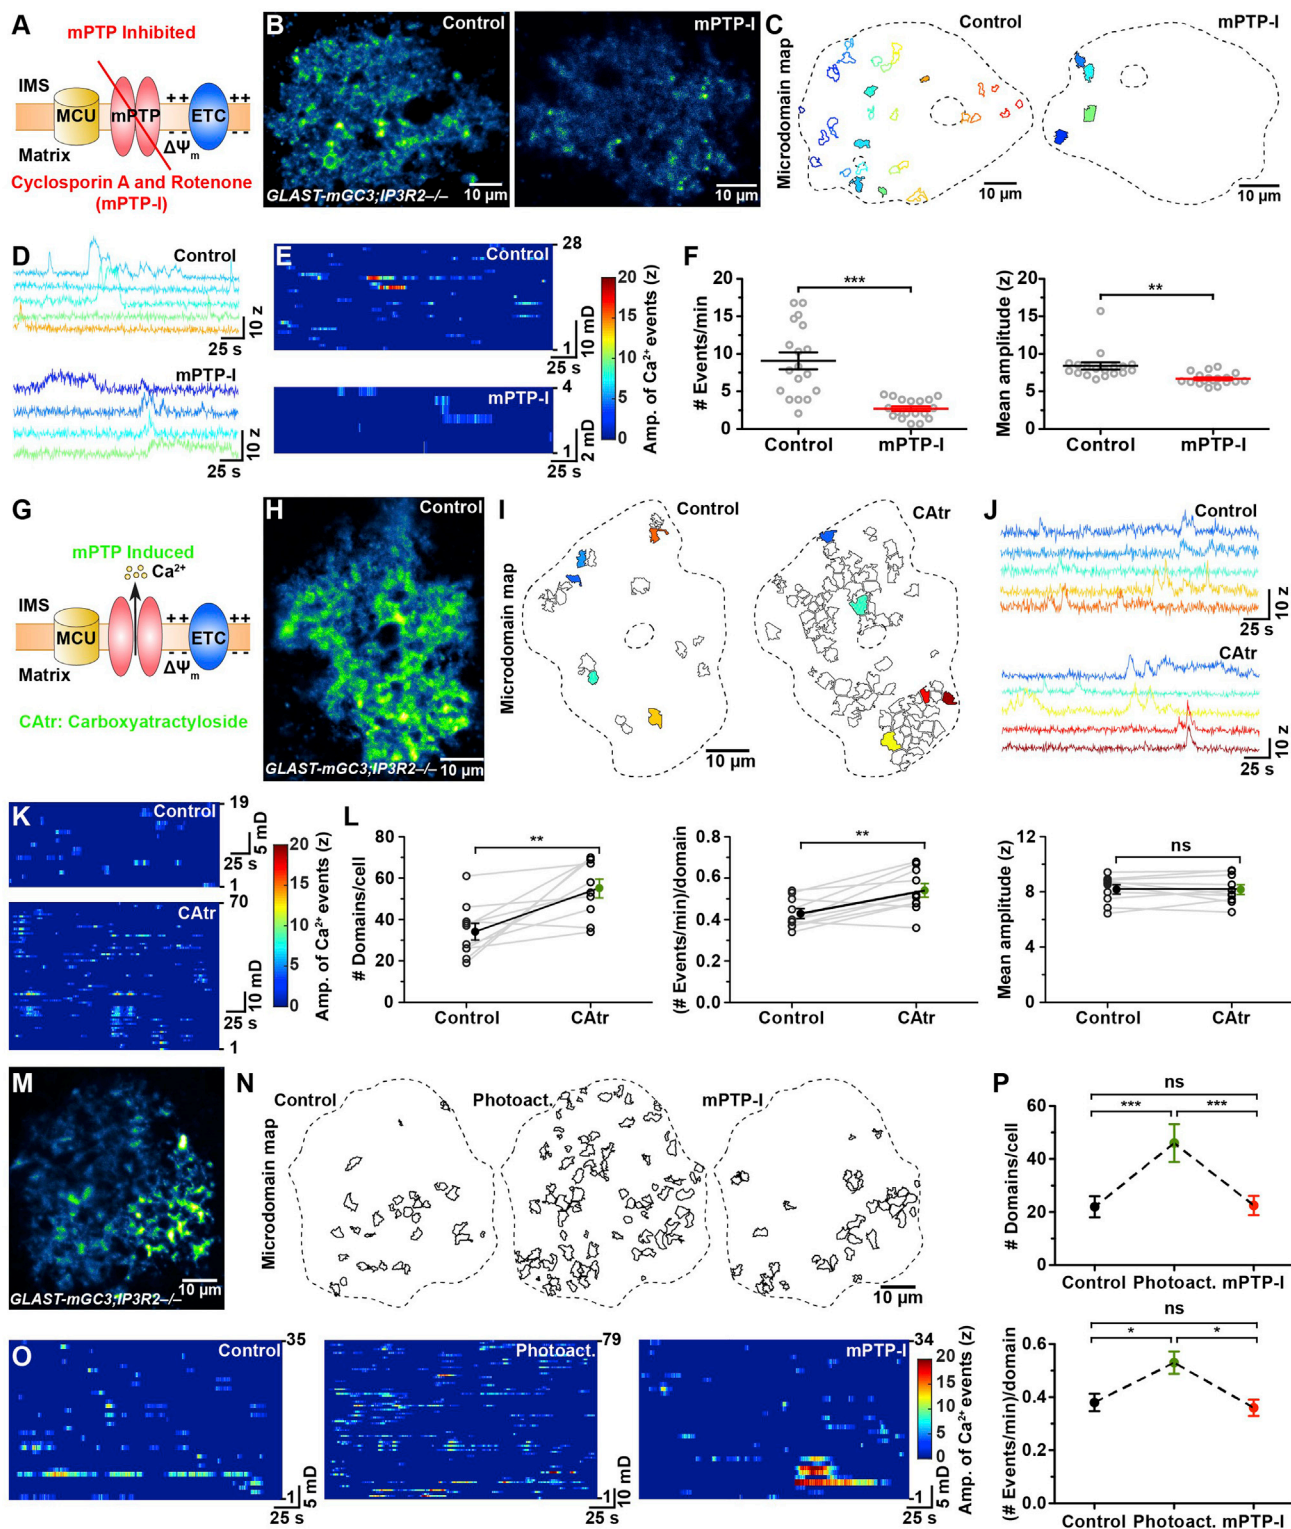 A
mPTP Inhibited
IMS
MCU
mPTP
++
ETC
++
- -
- -
Matrix
ΔΨm
Cyclosporin A and Rotenone
(mPTP-I)
B
Control
GLAST-mGC3;IP3R2–/–
10 µm
mPTP-I
10 µm
C
Control
mPTP-I
Microdomain map
10 µm
10 µm
D
Control
10 z
25 s
mPTP-I
10 z
25 s
E
Control
28
1
10 mD
25 s
mPTP-I
4
1
2 mD
25 s
20
15
10
5
0
Amp. of Ca2+ events (z)
F
# Events/min
20
15
10
5
0
***
Control
mPTP-I
Mean amplitude (z)
20
15
10
5
0
**
Control
mPTP-I
G
mPTP Induced
Ca2+
IMS
MCU
++
ETC
++
- -
- -
Matrix
ΔΨm
CAtr: Carboxyatractyloside
H
Control
GLAST-mGC3;IP3R2–/–
10 µm
I
Control
CAtr
Microdomain map
10 µm
J
Control
10 z
25 s
CAtr
10 z
25 s
K
Control
19
5 mD
25 s
1
CAtr
70
10 mD
25 s
1
20
15
10
5
0
Amp. of Ca2+ events (z)
L
# Domains/cell
80
60
40
20
0
**
Control
CAtr
(# Events/min)/domain
0.8
0.6
0.4
0.2
0.0
**
Control
CAtr
Mean amplitude (z)
12
8
4
0
ns
Control
CAtr
M
10 µm
GLAST-mGC3;IP3R2–/–
N
Control
Photoact.
mPTP-I
Microdomain map
10 µm
O
Control
35
1
5 mD
25 s
Photoact.
79
1
10 mD
25 s
mPTP-I
34
1
5 mD
25 s
20
15
10
5
0
Amp. of Ca2+ events (z)
P
ns
***
***
# Domains/cell
60
40
20
0
Control Photoact. mPTP-I
ns
*
*
(# Events/min)/domain
0.6
0.4
0.2
0.0
Control Photoact. mPTP-I